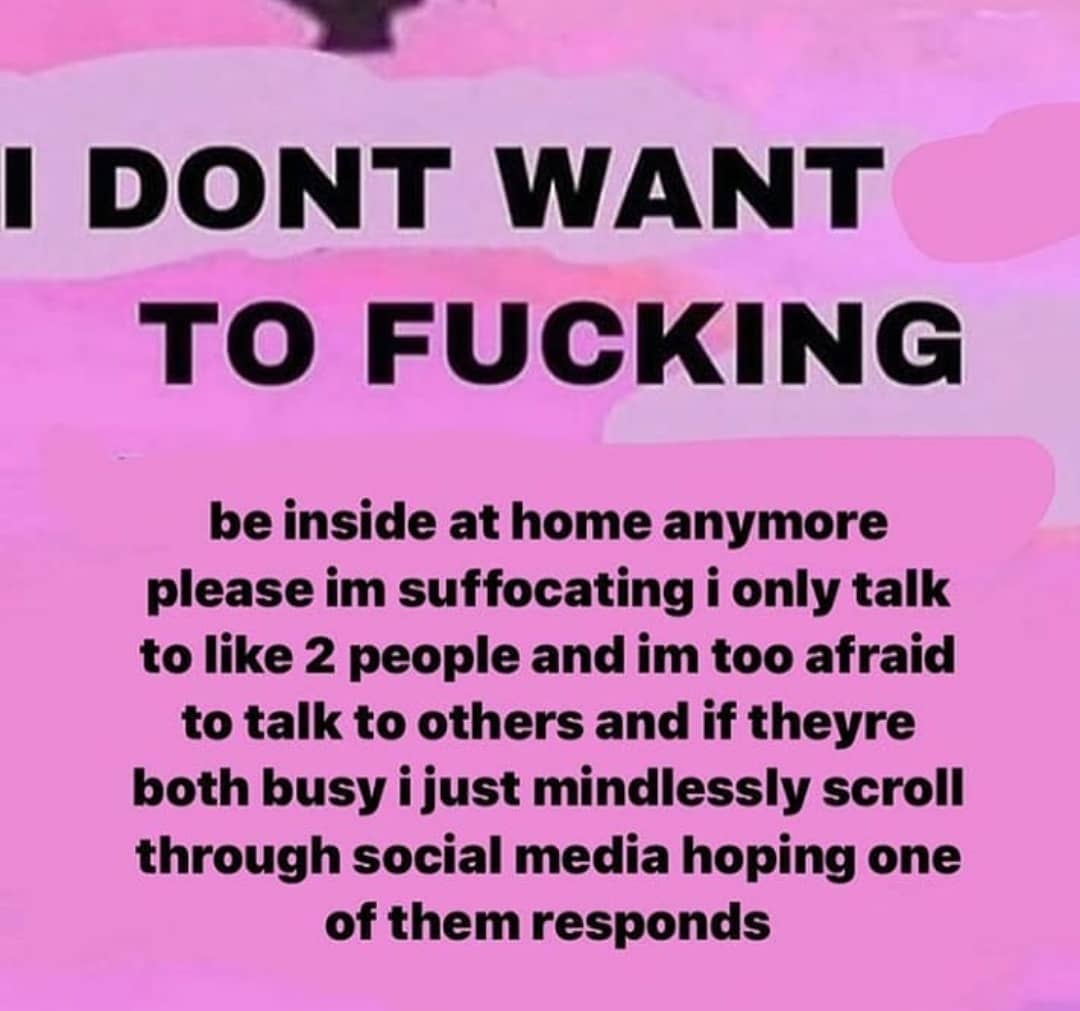 I DONT WANT
TO FUCKING
be inside at home anymore
please im suffocating i only talk
to like 2 people and im too afraid
to talk to others and if theyre
both busy i just mindlessly scroll
through social media hoping one
of them responds